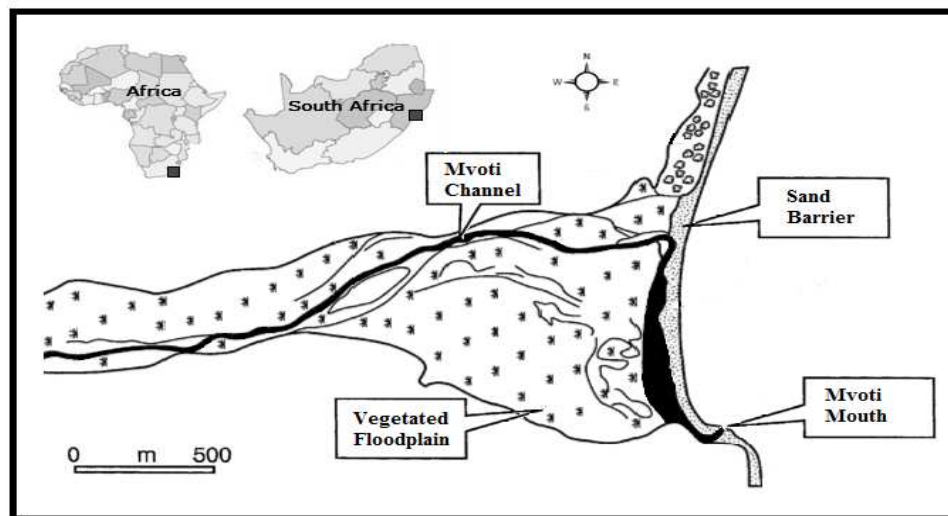 Africa
South Africa
N
W E
S
Mvoti
Channel
Sand
Barrier
Vegetated
Floodplain
Mvoti
Mouth
0 m 500